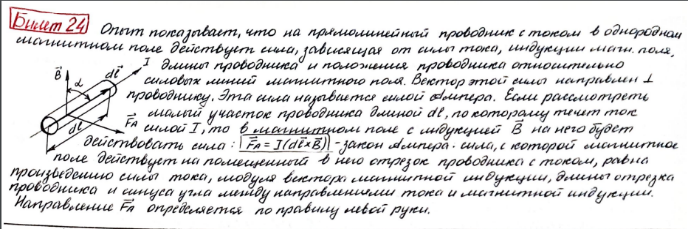 Билет 24
Опыт показывает, что на прямолинейный проводник с током в однородном
магнитном поле действует сила, зависящая от силы тока, индукции магн. поля,
длины проводника и положения проводника относительно
силовых линий магнитного поля. Вектор этой силы направлен ⊥
проводнику. Эта сила называется силой Ампера. Если рассмотреть
малый участок проводника длиной dl, по которому течет ток
силой I, то в магнитном поле с индукцией B⃗ на него будет
действовать сила: F⃗A = I(dl⃗×B⃗) - закон Ампера. сила, с которой магнитное
поле действует на помещенный в него отрезок проводника с током, равна
произведению силы тока, модуля вектора магнитной индукции, длины отрезка
проводника и синуса угла между направлениями тока и магнитной индукции.
Направление F⃗A определяется по правилу левой руки.
B⃗
α
dl⃗
I
dl
F⃗A